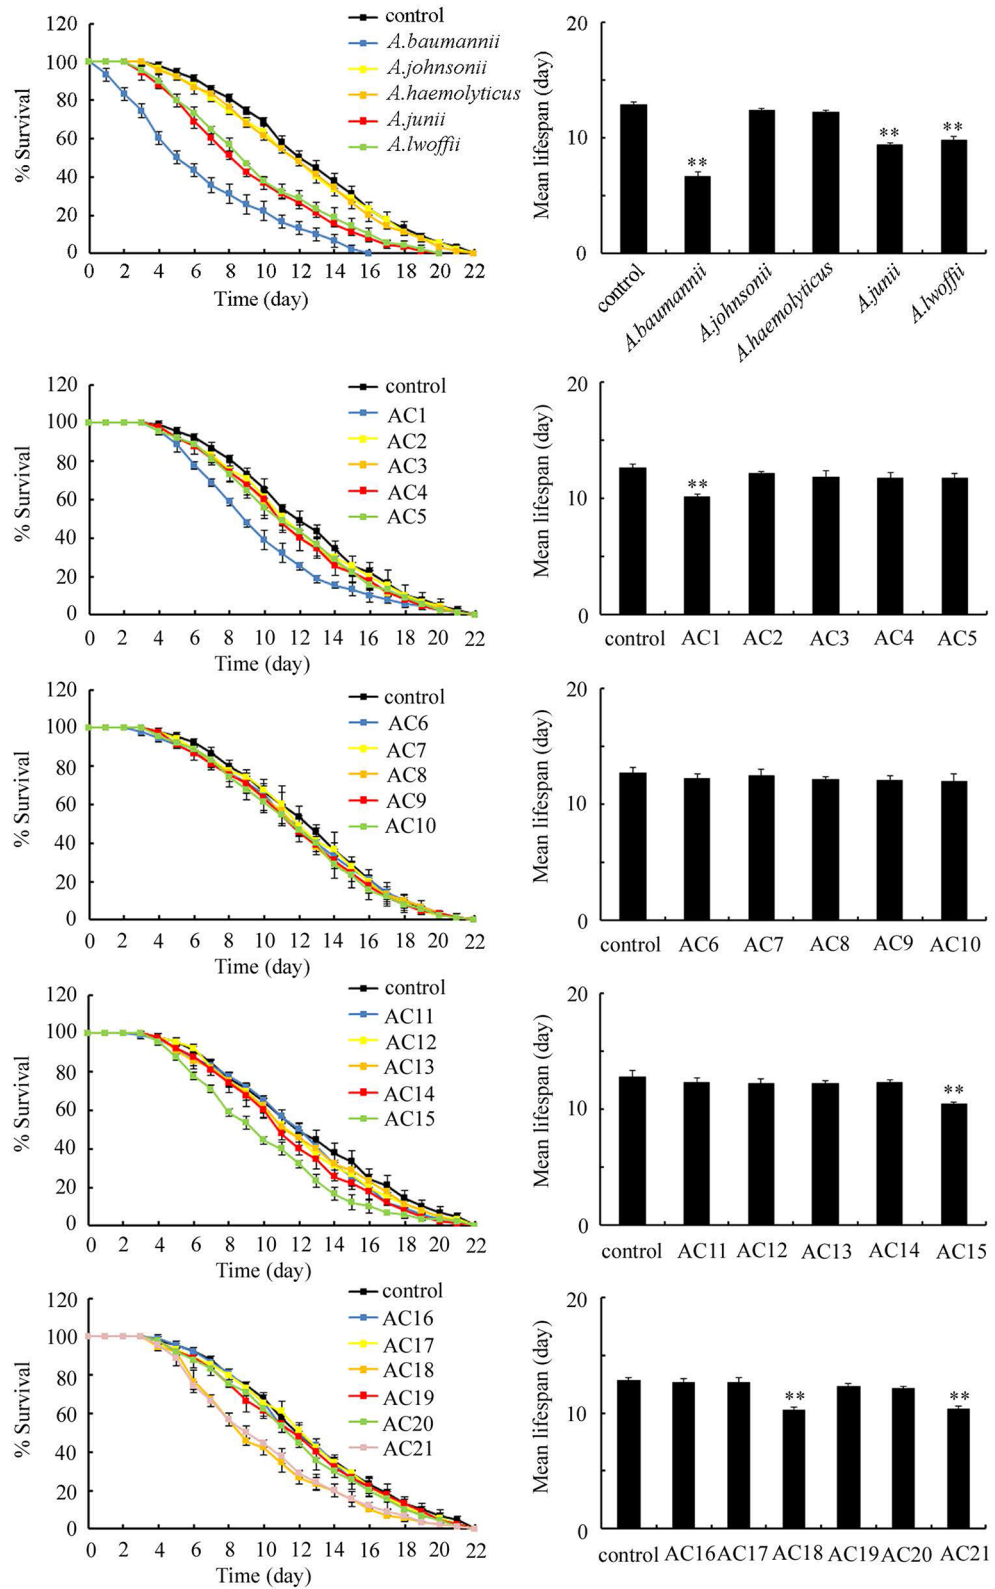 % Survival
120
100
80
60
40
20
0
0 2 4 6 8 10 12 14 16 18 20 22
Time (day)
control
A.baumannii
A.johnsonii
A.haemolyticus
A.junii
A.lwoffii
Mean lifespan (day)
20
10
0
** ** **
control A.baumannii A.johnsonii A.haemolyticus A.junii A.lwoffii
% Survival
120
100
80
60
40
20
0
0 2 4 6 8 10 12 14 16 18 20 22
Time (day)
control
AC1
AC2
AC3
AC4
AC5
Mean lifespan (day)
20
10
0
**
control AC1 AC2 AC3 AC4 AC5
% Survival
120
100
80
60
40
20
0
0 2 4 6 8 10 12 14 16 18 20 22
Time (day)
control
AC6
AC7
AC8
AC9
AC10
Mean lifespan (day)
20
10
0
control AC6 AC7 AC8 AC9 AC10
% Survival
120
100
80
60
40
20
0
0 2 4 6 8 10 12 14 16 18 20 22
Time (day)
control
AC11
AC12
AC13
AC14
AC15
Mean lifespan (day)
20
10
0
**
control AC11 AC12 AC13 AC14 AC15
% Survival
120
100
80
60
40
20
0
0 2 4 6 8 10 12 14 16 18 20 22
Time (day)
control
AC16
AC17
AC18
AC19
AC20
AC21
Mean lifespan (day)
20
10
0
** **
control AC16 AC17 AC18 AC19 AC20 AC21